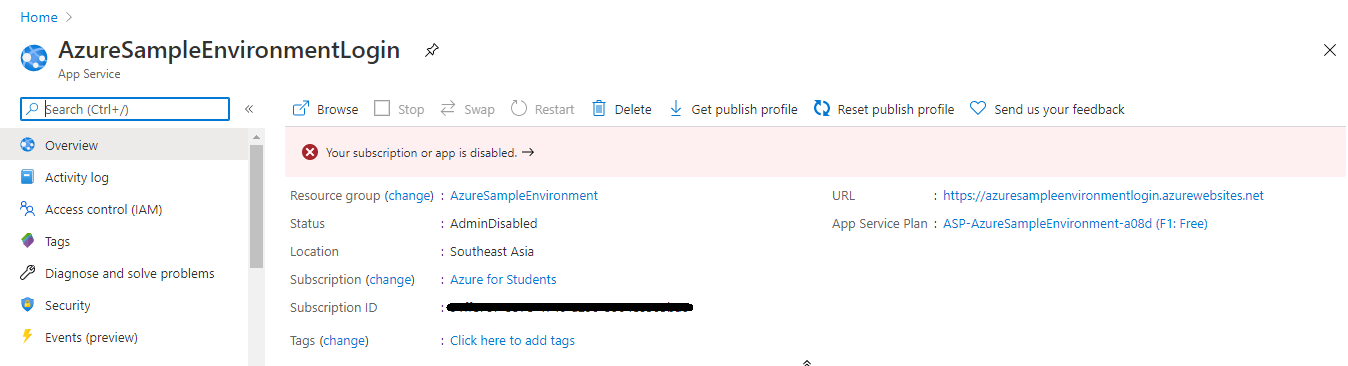 Home
AzureSampleEnvironmentLogin
App Service
Search (Ctrl+/)
Browse Stop Swap Restart Delete Get publish profile Reset publish profile Send us your feedback
Overview
Your subscription or app is disabled.
Activity log
Access control (IAM)
Tags
Diagnose and solve problems
Security
Events (preview)
Resource group (change) : AzureSampleEnvironment
Status : AdminDisabled
Location : Southeast Asia
Subscription (change) : Azure for Students
Subscription ID :
Tags (change) : Click here to add tags
URL : https://azuresampleenvironmentlogin.azurewebsites.net
App Service Plan : ASP-AzureSampleEnvironment-a08d (F1: Free)